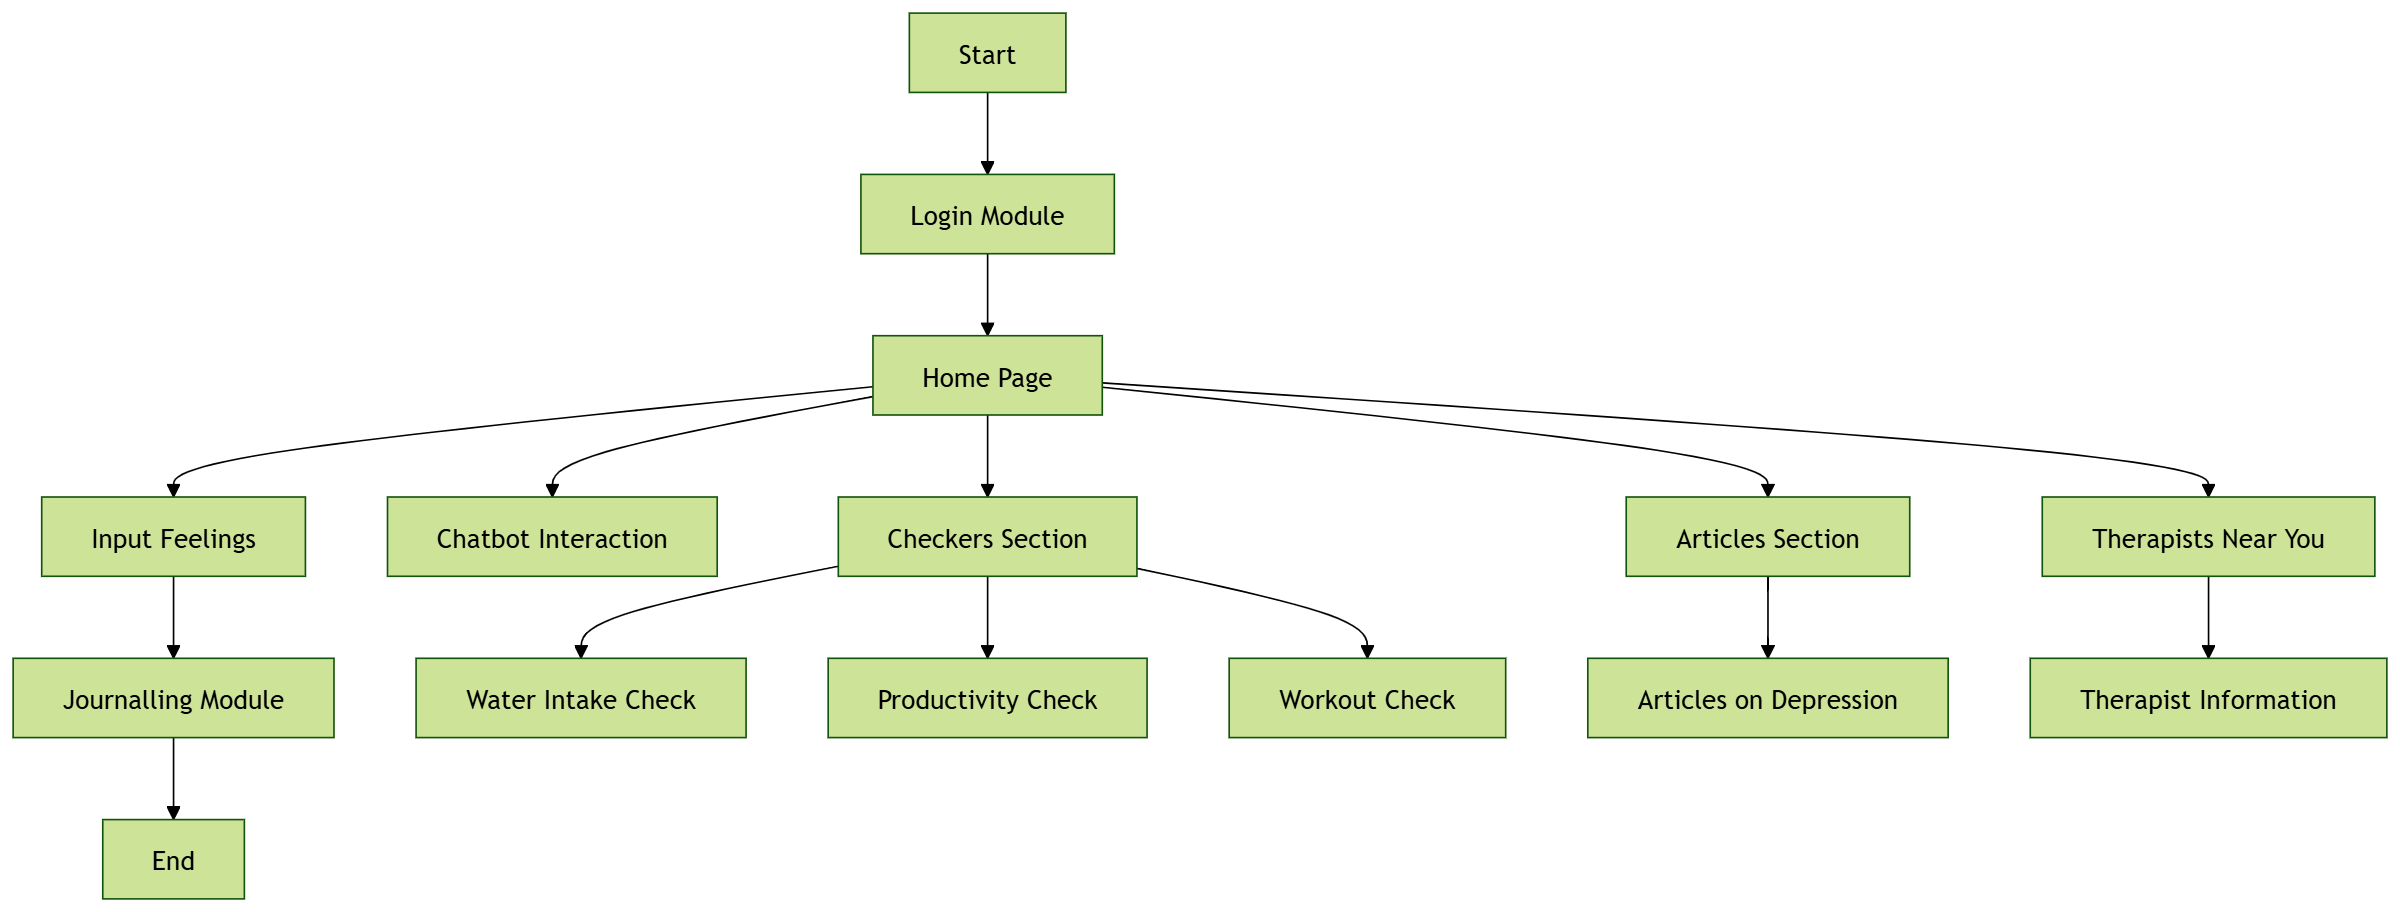 Start
Login Module
Home Page
Input Feelings
Chatbot Interaction
Checkers Section
Articles Section
Therapists Near You
Journalling Module
Water Intake Check
Productivity Check
Workout Check
Articles on Depression
Therapist Information
End